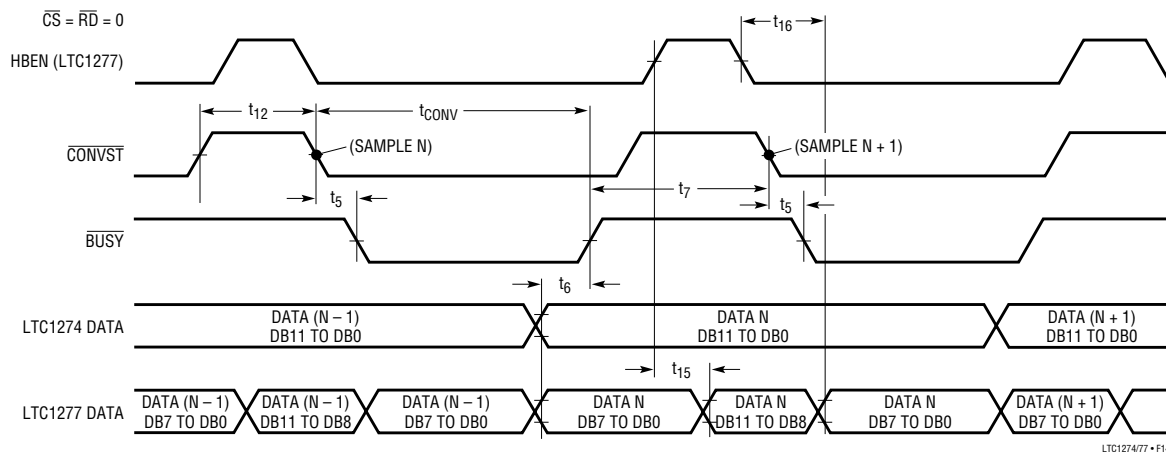 CS = RD = 0
HBEN (LTC1277)
t16
t12
tCONV
CONVST
(SAMPLE N)
(SAMPLE N + 1)
t7
t5
t5
BUSY
t6
LTC1274 DATA
DATA (N – 1)
DB11 TO DB0
DATA N
DB11 TO DB0
DATA (N + 1)
DB11 TO DB0
t15
LTC1277 DATA
DATA (N – 1)
DB7 TO DB0
DATA (N – 1)
DB11 TO DB8
DATA (N – 1)
DB7 TO DB0
DATA N
DB7 TO DB0
DATA N
DB11 TO DB8
DATA N
DB7 TO DB0
DATA (N + 1)
DB7 TO DB0